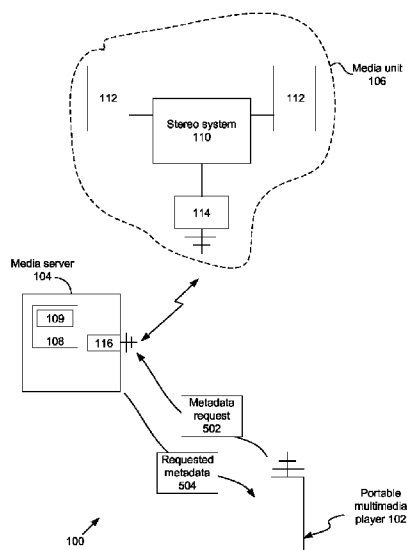 Media unit
106
112
112
Stereo system
110
114
Media server
104
109
108
116
Metadata
request
502
Requested
metadata
504
Portable
multimedia
player 102
100